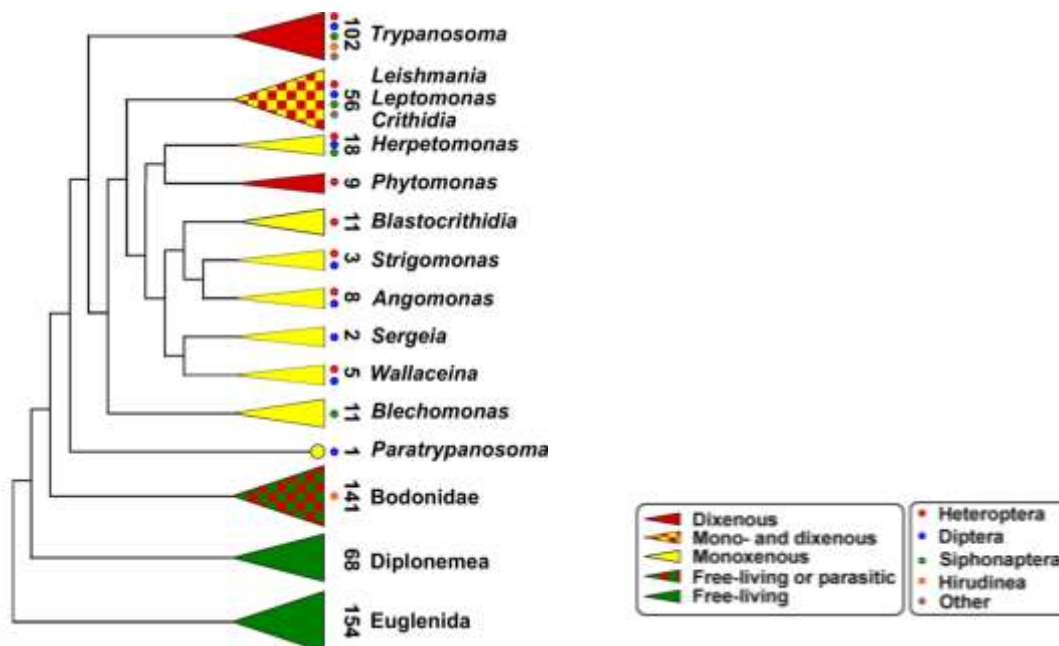 102 Trypanosoma
Leishmania
56 Leptomonas
Crithidia
18 Herpetomonas
9 Phytomonas
11 Blastocrithidia
3 Strigomonas
8 Angomonas
2 Sergeia
5 Wallaceina
11 Blechomonas
1 Paratrypanosoma
141 Bodonidae
68 Diplonemea
154 Euglenida
Dixenous
Mono- and dixenous
Monoxenous
Free-living or parasitic
Free-living
Heteroptera
Diptera
Siphonaptera
Hirudinea
Other